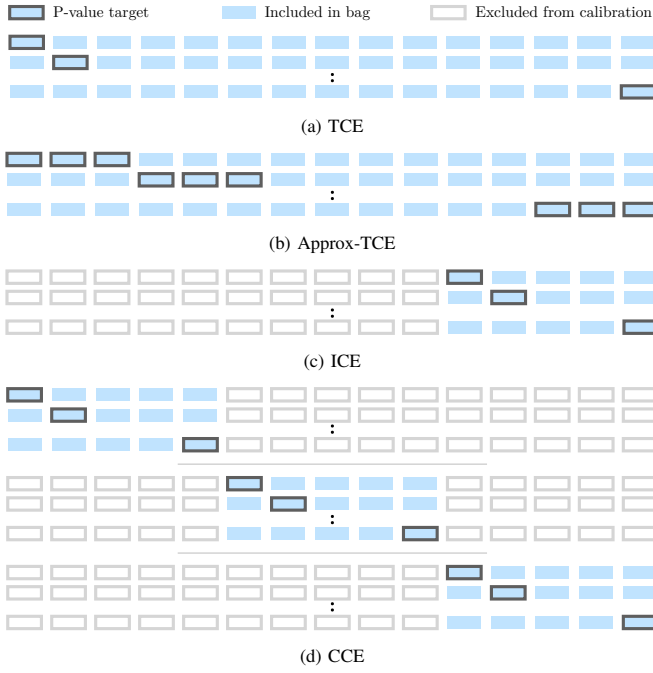 P-value target Included in bag Excluded from calibration
:
(a) TCE
:
(b) Approx-TCE
:
(c) ICE
:
:
:
(d) CCE